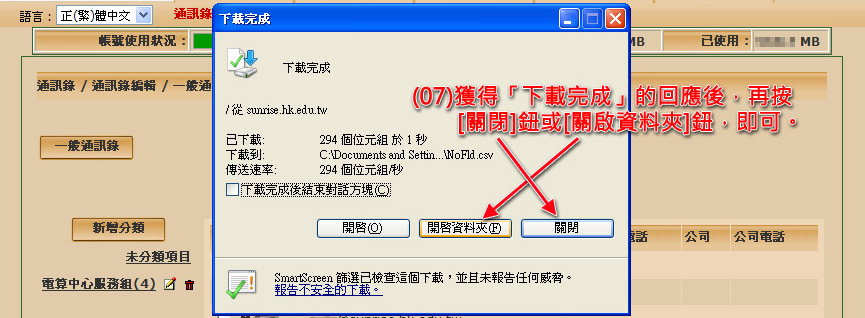 語言：正(繁)體中文
通訊錄
帳號使用狀況：
MB
已使用：
MB
通訊錄 / 通訊錄編輯 / 一般通
一般通訊錄
新增分類
未分類項目
電算中心服務組(4)
下載完成
下載完成
/ 從 sunrise.hk.edu.tw
已下載: 294 個位元組 於 1 秒
下載到: C:\Documents and Settin...\NoFld.csv
傳送速率: 294 個位元組/秒
下載完成後結束對話方塊(C)
開啓(O)
開啓資料夾(F)
關閉
SmartScreen 篩選已檢查這個下載，並且未報告任何威脅。
報告不安全的下載。
(07)獲得「下載完成」的回應後，再按
[關閉]鈕或[關啟資料夾]鈕，即可。
電話
公司
公司電話